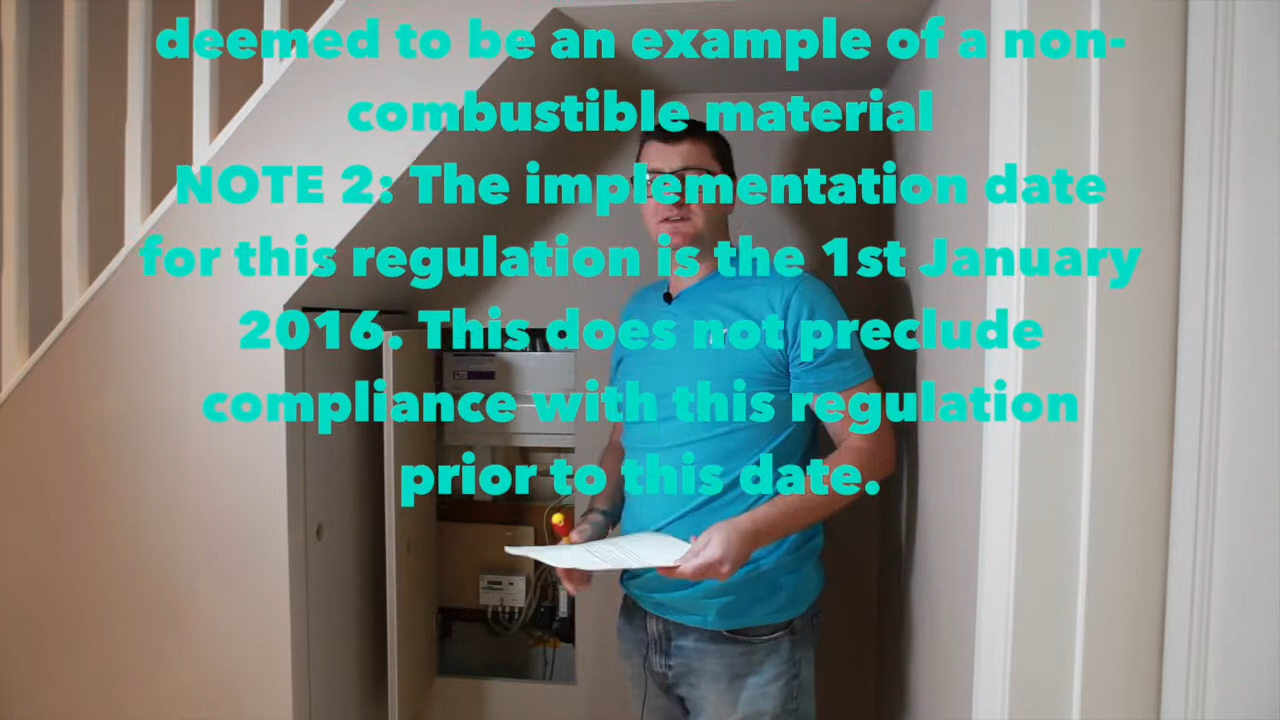 deemed to be an example of a non-
combustible material
NOTE 2: The implementation date
for this regulation is the 1st January
2016. This does not preclude
compliance with this regulation
prior to this date.